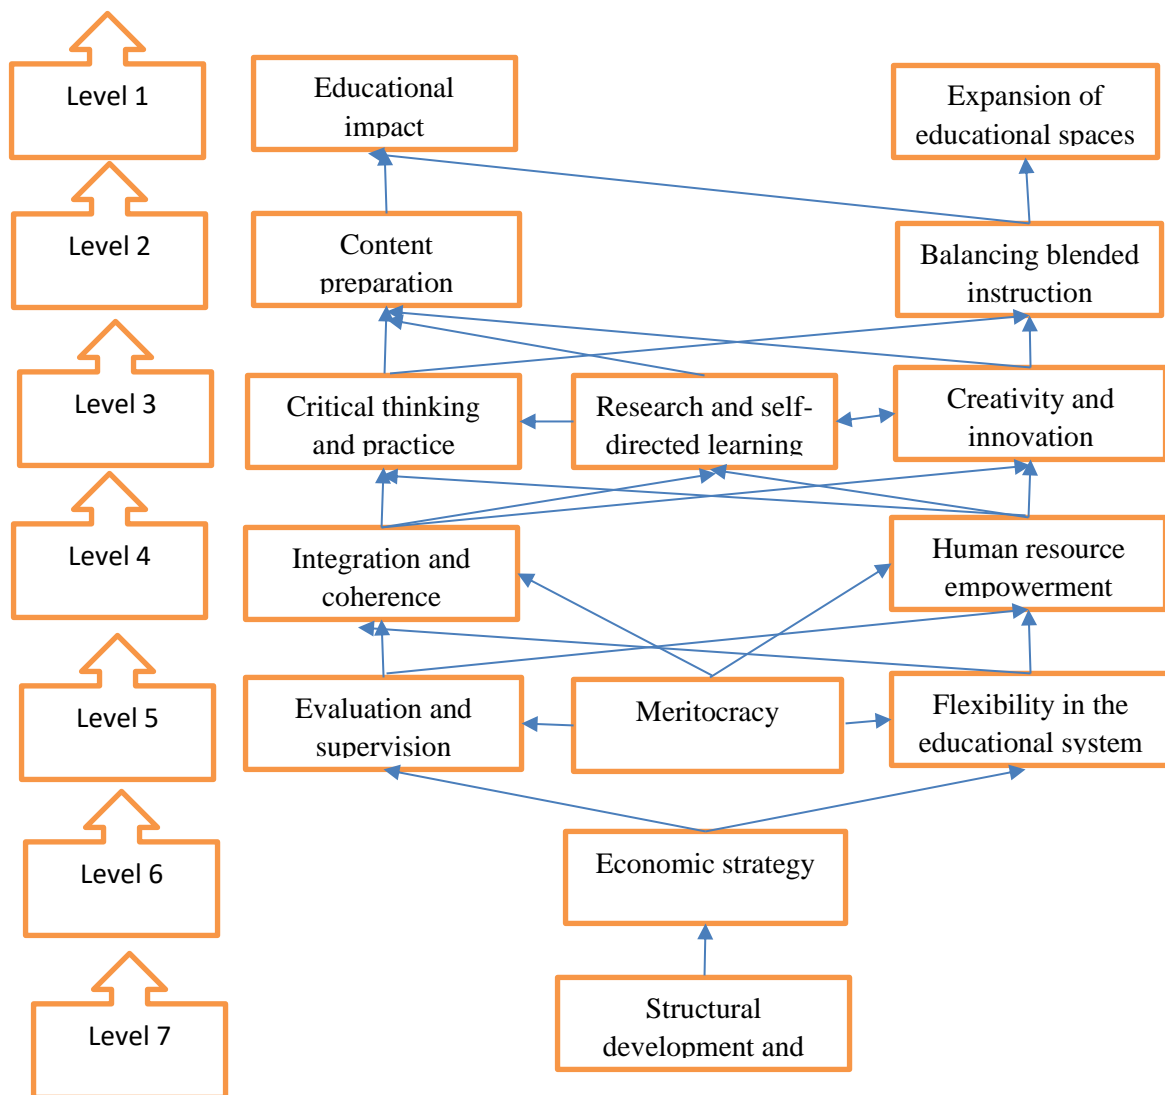 Level 1
Educational
impact
Expansion of
educational spaces
Level 2
Content
preparation
Balancing blended
instruction
Level 3
Critical thinking
and practice
Research and self-
directed learning
Creativity and
innovation
Level 4
Integration and
coherence
Human resource
empowerment
Level 5
Evaluation and
supervision
Meritocracy
Flexibility in the
educational system
Level 6
Economic strategy
Level 7
Structural
development and